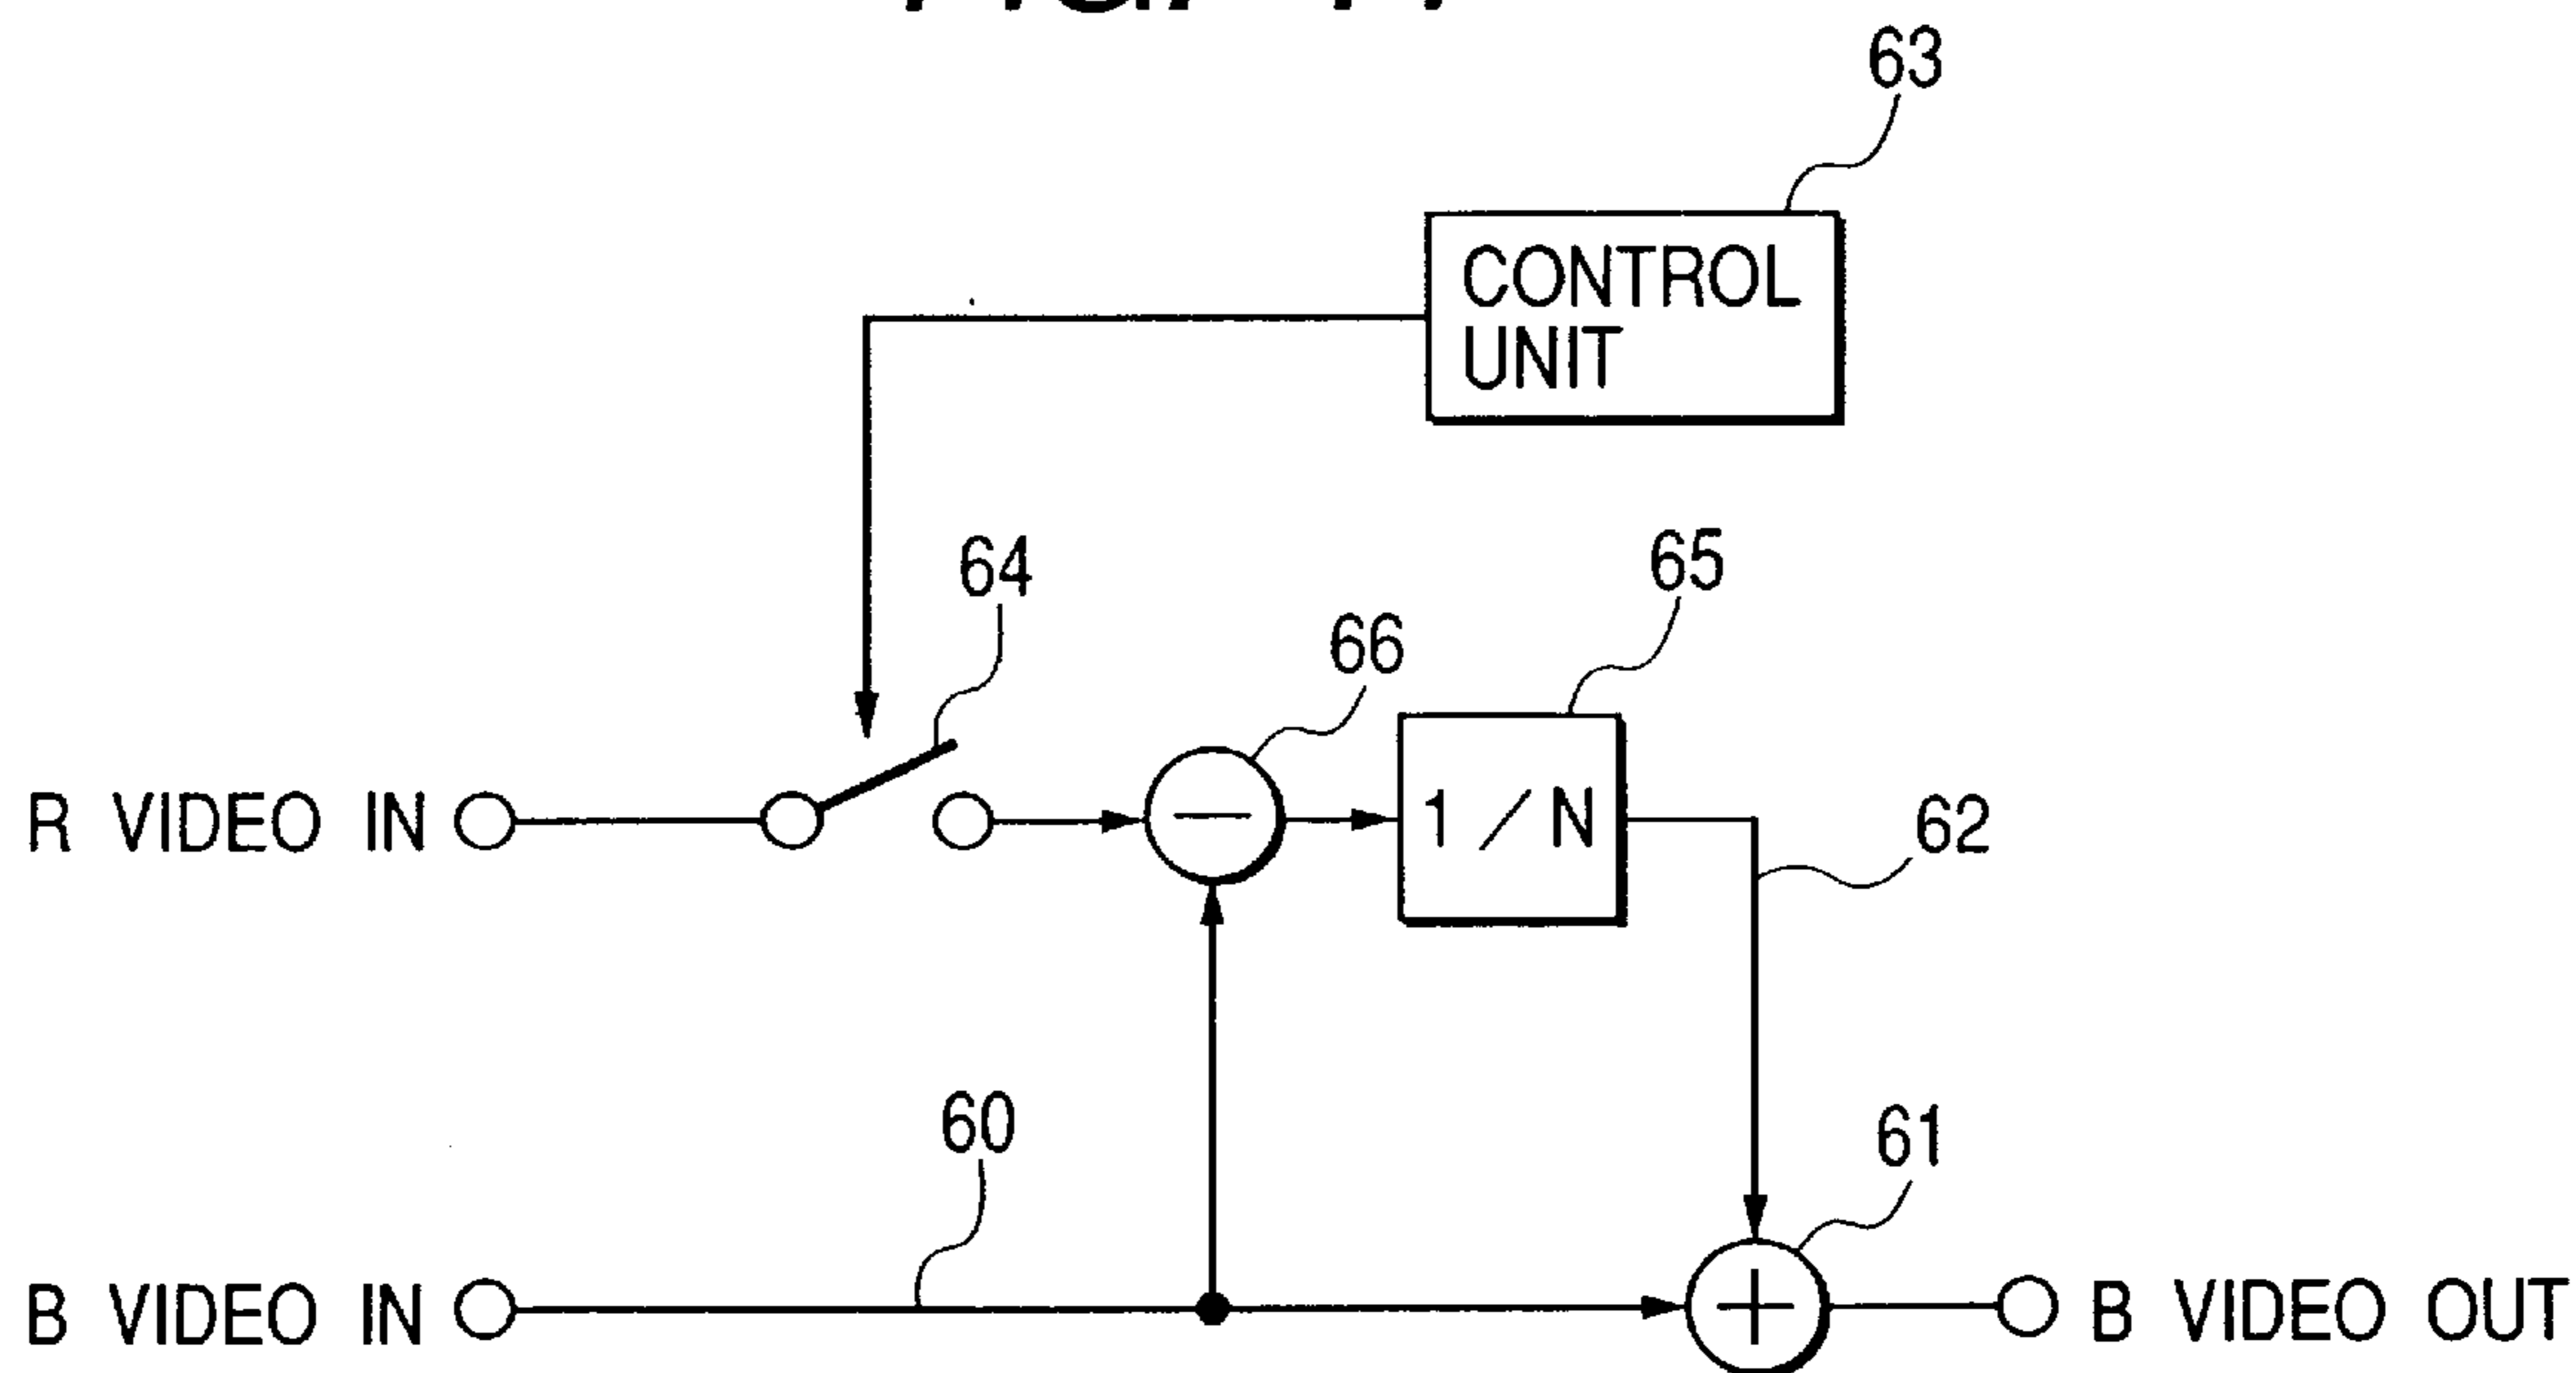 63
CONTROL
UNIT
64
65
66
R VIDEO IN
−
1/N
62
60
61
B VIDEO IN
+
B VIDEO OUT